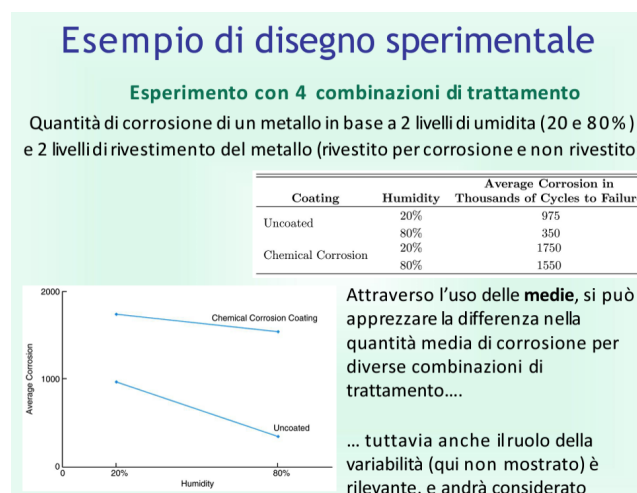 Esempio di disegno sperimentale
Esperimento con 4 combinazioni di trattamento
Quantità di corrosione di un metallo in base a 2 livelli di umidita (20 e 80%)
e 2 livelli di rivestimento del metallo (rivestito per corrosione e non rivestito
Average Corrosion in
Coating Humidity Thousands of Cycles to Failur
Uncoated 20% 975
80% 350
Chemical Corrosion 20% 1750
80% 1550
2000
Chemical Corrosion Coating
1000
Average Corrosion
Uncoated
0
0 20% 80%
Humidity
Attraverso l'uso delle medie, si può
apprezzare la differenza nella
quantità media di corrosione per
diverse combinazioni di
trattamento....
... tuttavia anche il ruolo della
variabilità (qui non mostrato) è
rilevante, e andrà considerato